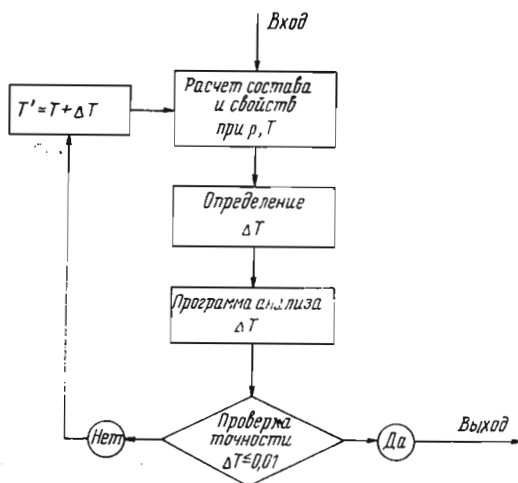 Вход
Расчет состава
и свойств
при p, T
T' = T + ΔT
Определение
ΔT
Программа анализа
ΔT
Проверка
точности
ΔT≤0,01
Нет
Да
Выход